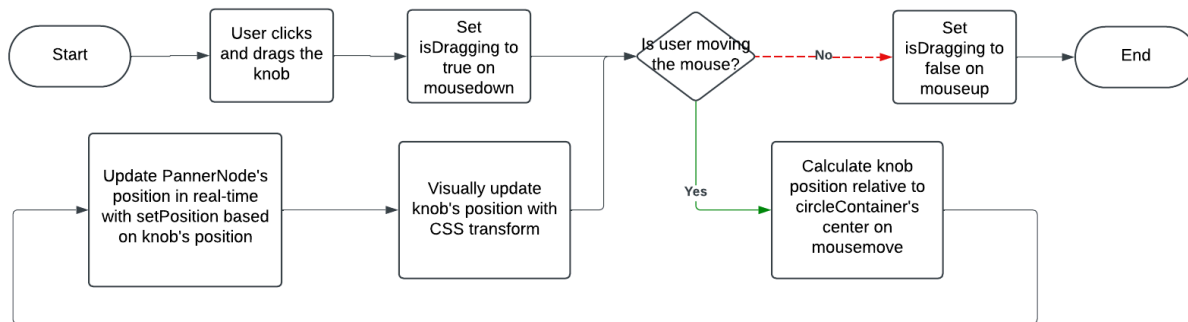 Start
User clicks
and drags the
knob
Set
isDragging to
true on
mousedown
Is user moving
the mouse?
No
Set
isDragging to
false on
mouseup
End
Update PannerNode's
position in real-time
with setPosition based
on knob's position
Visually update
knob's position with
CSS transform
Yes
Calculate knob
position relative to
circleContainer's
center on
mousemove